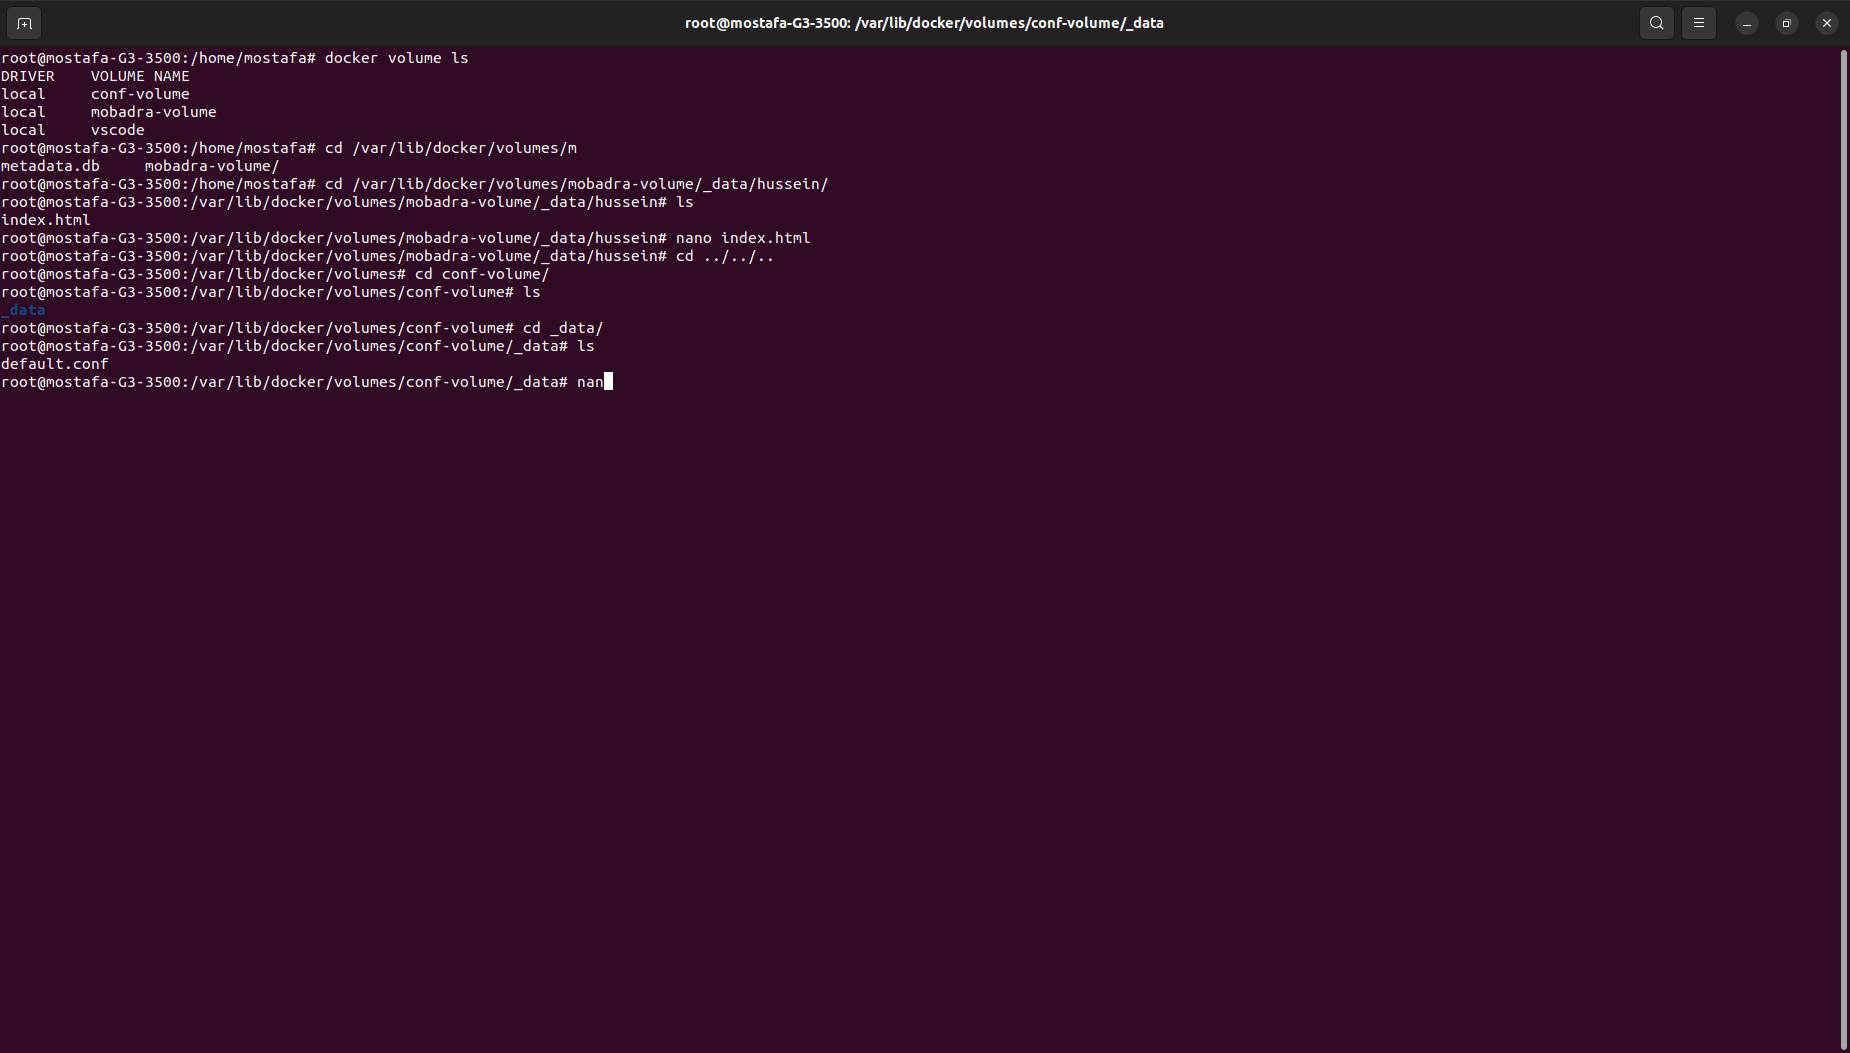 root@mostafa-G3-3500: /var/lib/docker/volumes/conf-volume/_data
root@mostafa-G3-3500:/home/mostafa# docker volume ls
DRIVER    VOLUME NAME
local     conf-volume
local     mobadra-volume
local     vscode
root@mostafa-G3-3500:/home/mostafa# cd /var/lib/docker/volumes/m
metadata.db     mobadra-volume/
root@mostafa-G3-3500:/home/mostafa# cd /var/lib/docker/volumes/mobadra-volume/_data/hussein/
root@mostafa-G3-3500:/var/lib/docker/volumes/mobadra-volume/_data/hussein# ls
index.html
root@mostafa-G3-3500:/var/lib/docker/volumes/mobadra-volume/_data/hussein# nano index.html
root@mostafa-G3-3500:/var/lib/docker/volumes/mobadra-volume/_data/hussein# cd ../../..
root@mostafa-G3-3500:/var/lib/docker/volumes# cd conf-volume/
root@mostafa-G3-3500:/var/lib/docker/volumes/conf-volume# ls
_data
root@mostafa-G3-3500:/var/lib/docker/volumes/conf-volume# cd _data/
root@mostafa-G3-3500:/var/lib/docker/volumes/conf-volume/_data# ls
default.conf
root@mostafa-G3-3500:/var/lib/docker/volumes/conf-volume/_data# nan